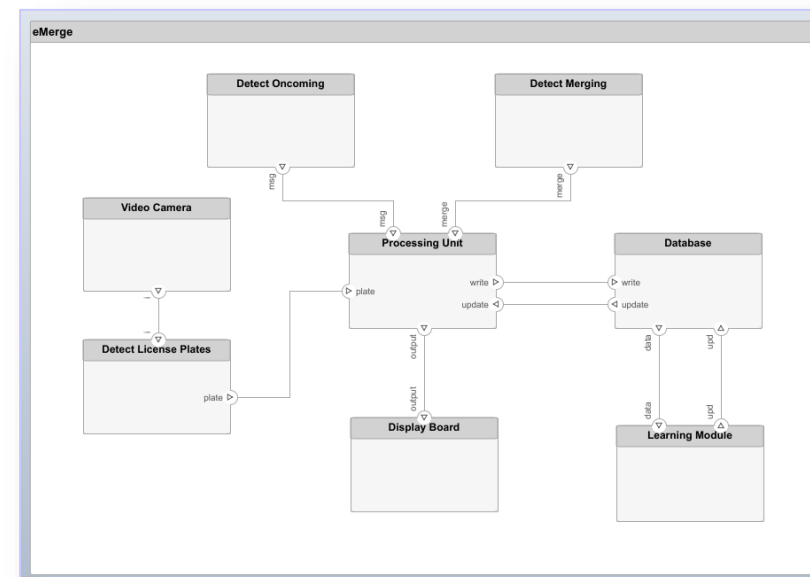 eMerge
Detect Oncoming
Detect Merging
msg
merge
Video Camera
msg
merge
Processing Unit
Database
write
write
plate
update
update
i
i
Detect License Plates
output
data
upd
plate
output
data
upd
Display Board
Learning Module